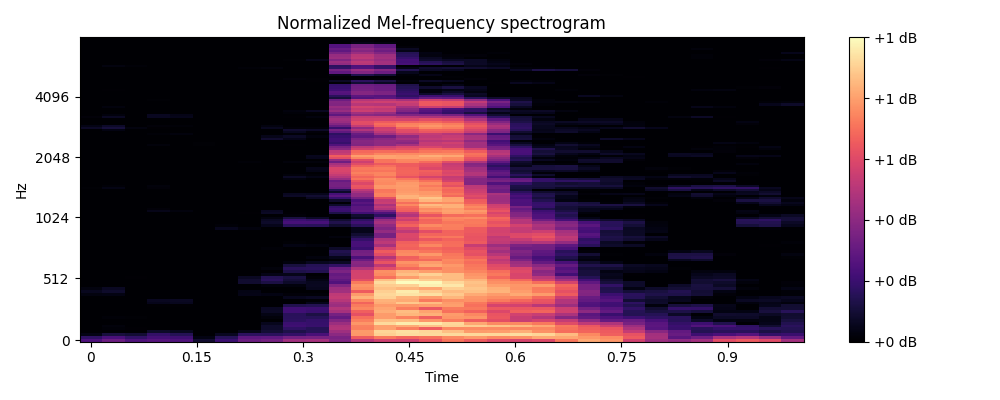 Normalized Mel-frequency spectrogram
Hz
4096
2048
1024
512
0
0 0.15 0.3 0.45 0.6 0.75 0.9
Time
+1 dB
+1 dB
+1 dB
+0 dB
+0 dB
+0 dB